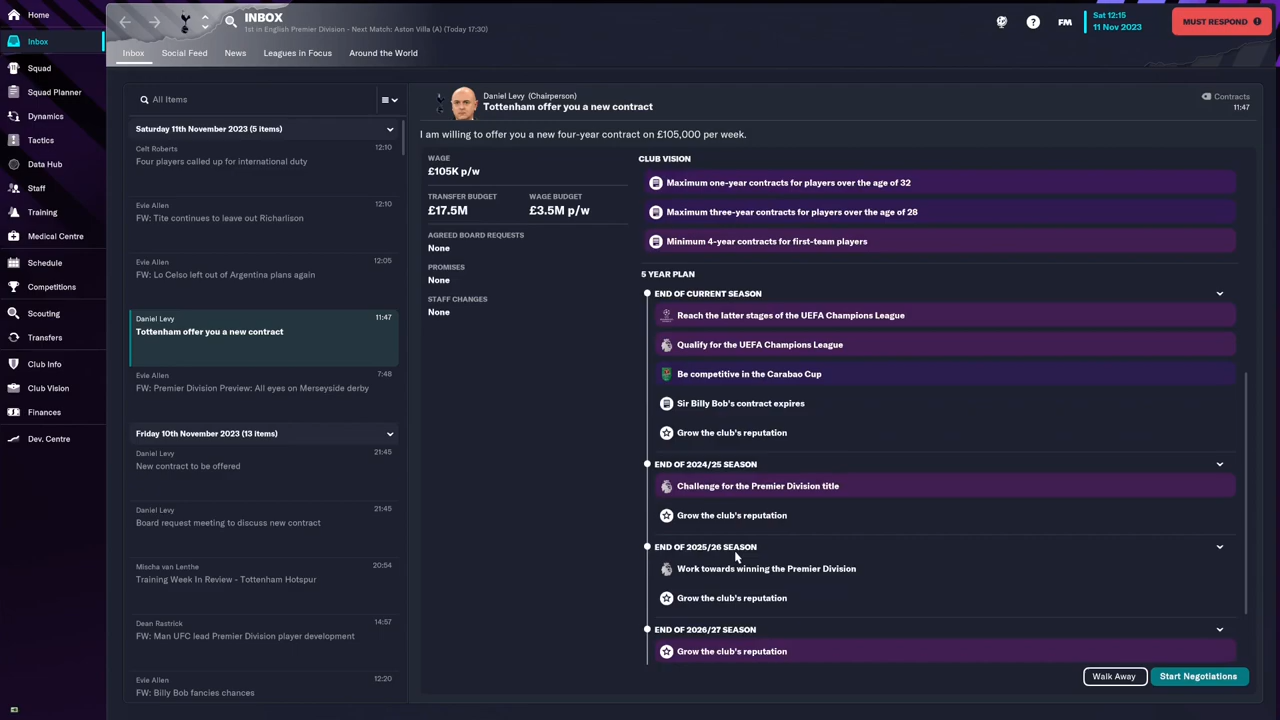 Home
Inbox
Squad
Squad Planner
Dynamics
Tactics
Data Hub
Staff
Training
Medical Centre
Schedule
Competitions
Scouting
Transfers
Club Info
Club Vision
Finances
Dev. Centre
INBOX
1st in English Premier Division - Next Match: Aston Villa (A) (Today 17:30)
FM
Sat 12:15
11 Nov 2023
MUST RESPOND
Inbox
Social Feed
News
Leagues in Focus
Around the World
All Items
Saturday 11th November 2023 (5 items)
Celt Roberts 12:10
Four players called up for international duty
Evie Allen 12:10
FW: Tite continues to leave out Richarlison
Evie Allen 12:05
FW: Lo Celso left out of Argentina plans again
Daniel Levy 11:47
Tottenham offer you a new contract
Evie Allen 7:48
FW: Premier Division Preview: All eyes on Merseyside derby
Friday 10th November 2023 (13 items)
Daniel Levy 21:45
New contract to be offered
Daniel Levy 21:45
Board request meeting to discuss new contract
Mischa van Lenthe 20:54
Training Week In Review - Tottenham Hotspur
Dean Rastrick 14:57
FW: Man UFC lead Premier Division player development
Evie Allen 12:20
FW: Billy Bob fancies chances
Daniel Levy (Chairperson)
Tottenham offer you a new contract
Contracts
11:47
I am willing to offer you a new four-year contract on £105,000 per week.
WAGE
£105K p/w
TRANSFER BUDGET WAGE BUDGET
£17.5M £3.5M p/w
AGREED BOARD REQUESTS
None
PROMISES
None
STAFF CHANGES
None
CLUB VISION
Maximum one-year contracts for players over the age of 32
Maximum three-year contracts for players over the age of 28
Minimum 4-year contracts for first-team players
5 YEAR PLAN
END OF CURRENT SEASON
Reach the latter stages of the UEFA Champions League
Qualify for the UEFA Champions League
Be competitive in the Carabao Cup
Sir Billy Bob's contract expires
Grow the club's reputation
END OF 2024/25 SEASON
Challenge for the Premier Division title
Grow the club's reputation
END OF 2025/26 SEASON
Work towards winning the Premier Division
Grow the club's reputation
END OF 2026/27 SEASON
Grow the club's reputation
Walk Away
Start Negotiations